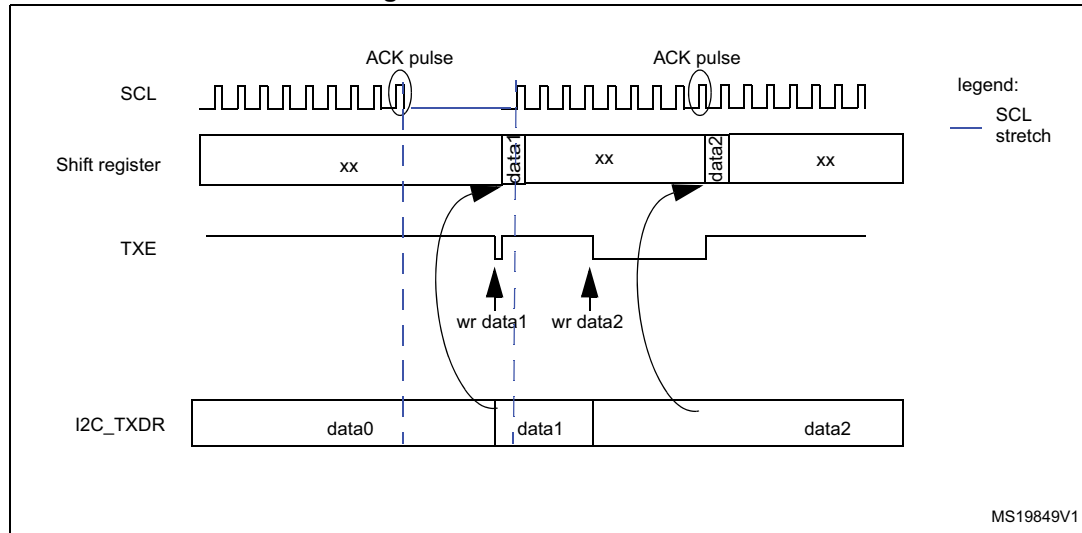 ACK pulse
ACK pulse
SCL
legend:
SCL
stretch
Shift register
xx
data1
xx
data2
xx
TXE
wr data1
wr data2
I2C_TXDR
data0
data1
data2
MS19849V1